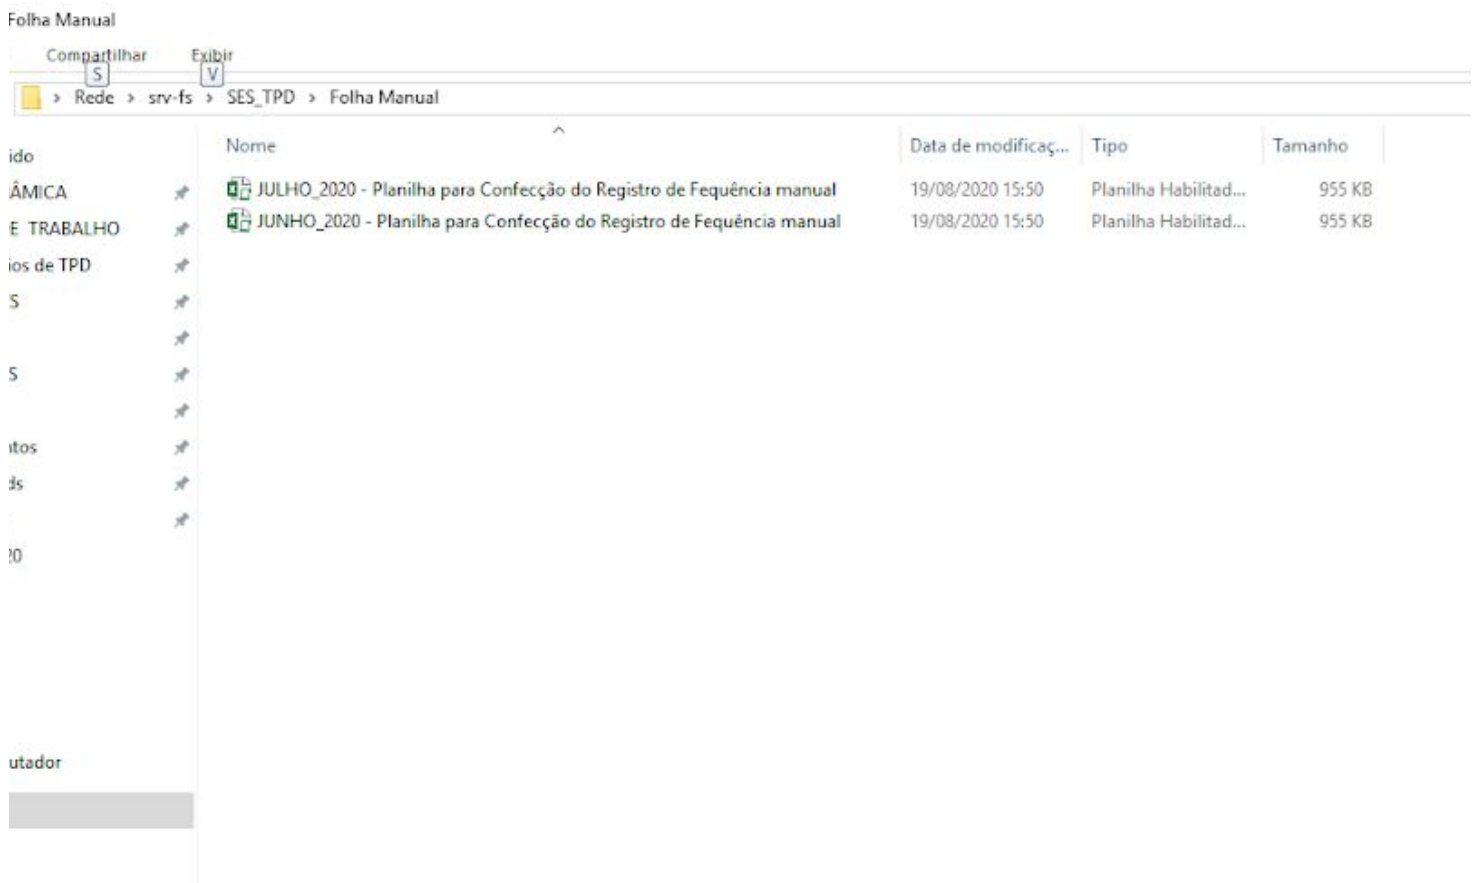 Folha Manual
Compartilhar Exibir
S V
Rede > srv-fs > SES_TPD > Folha Manual
Nome Data de modificaç... Tipo Tamanho
JULHO_2020 - Planilha para Confecção do Registro de Fequência manual 19/08/2020 15:50 Planilha Habilitad... 955 KB
JUNHO_2020 - Planilha para Confecção do Registro de Fequência manual 19/08/2020 15:50 Planilha Habilitad... 955 KB
ido
ÂMICA
E TRABALHO
ios de TPD
S
S
ntos
ds
20
utador